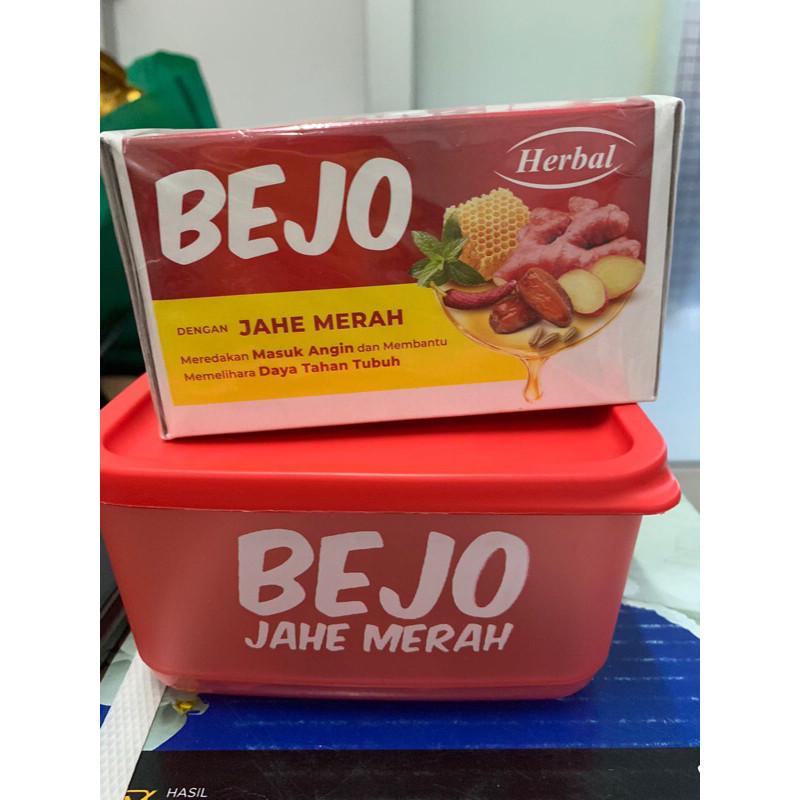 Herbal
BEJO
DENGAN JAHE MERAH
Meredakan Masuk Angin dan Membantu
Memelihara Daya Tahan Tubuh
BEJO
JAHE MERAH
HASIL